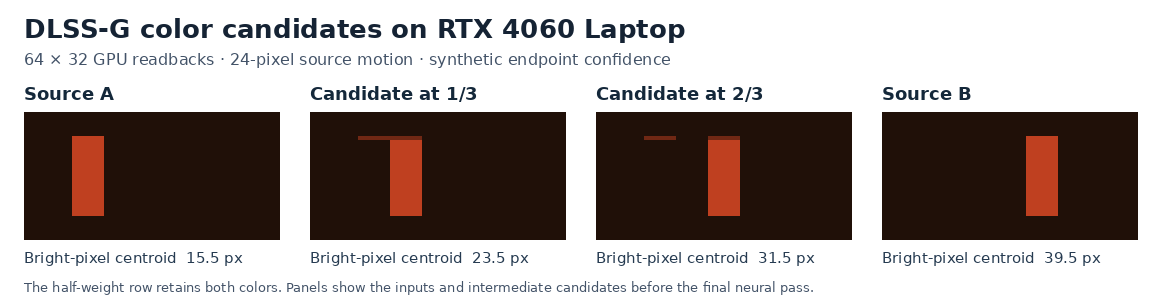 DLSS-G color candidates on RTX 4060 Laptop
64 × 32 GPU readbacks · 24-pixel source motion · synthetic endpoint confidence
Source A
Candidate at 1/3
Candidate at 2/3
Source B
Bright-pixel centroid 15.5 px
Bright-pixel centroid 23.5 px
Bright-pixel centroid 31.5 px
Bright-pixel centroid 39.5 px
The half-weight row retains both colors. Panels show the inputs and intermediate candidates before the final neural pass.